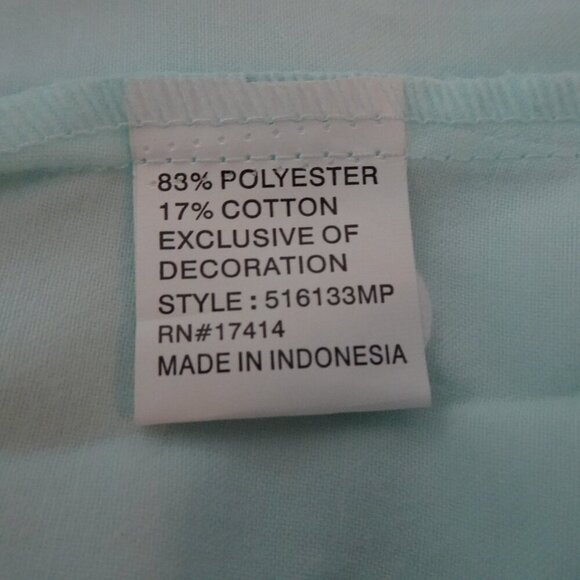 83% POLYESTER
17% COTTON
EXCLUSIVE OF
DECORATION
STYLE : 516133MP
RN#17414
MADE IN INDONESIA